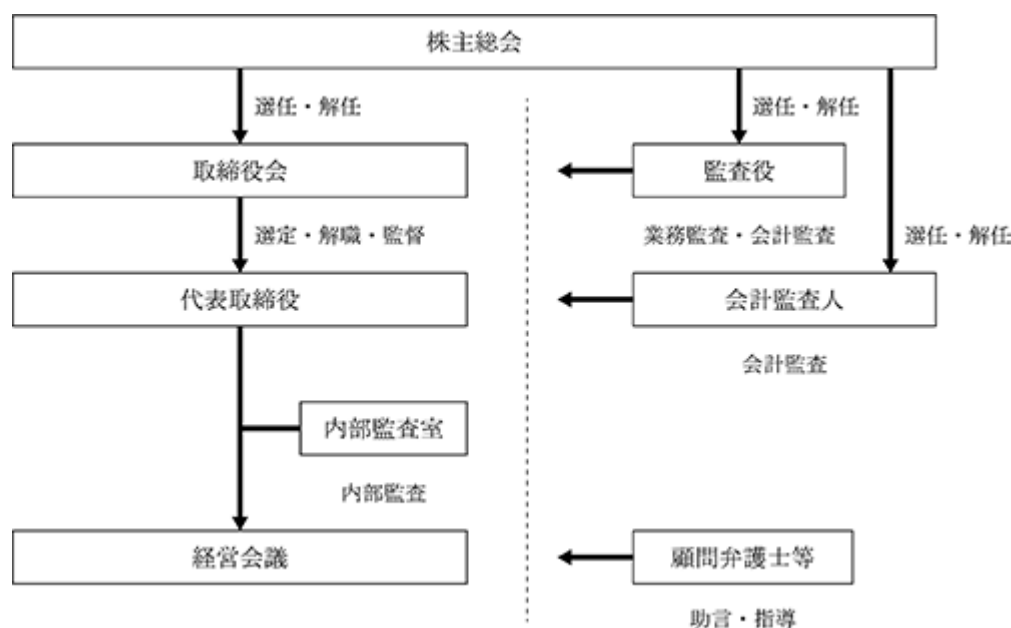 株主総会
選任・解任
選任・解任
取締役会
監査役
選定・解職・監督
業務監査・会計監査
選任・解任
代表取締役
会計監査人
会計監査
内部監査室
内部監査
経営会議
顧問弁護士等
助言・指導